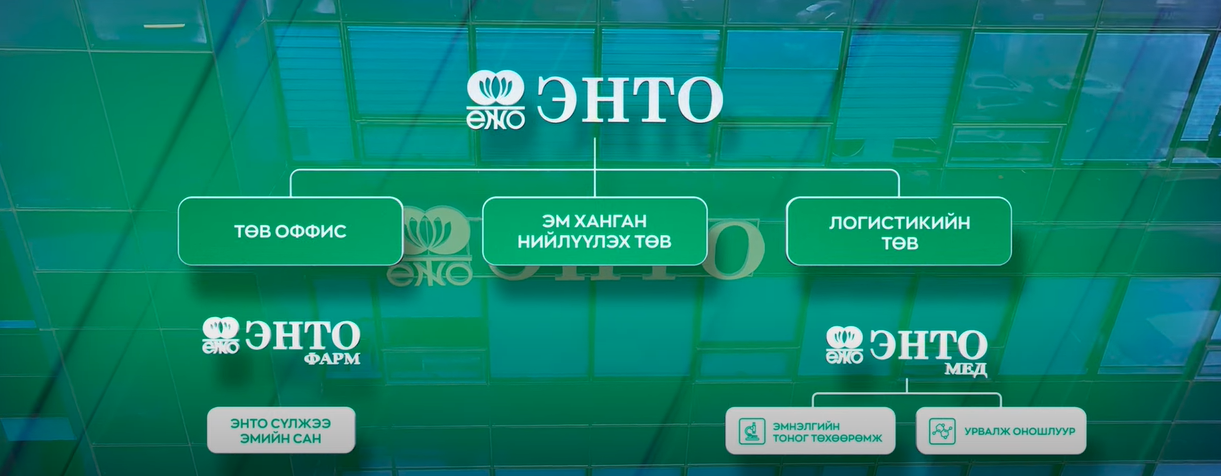 ЭНТО
ТӨВ ОФФИС
ЭМ ХАНГАН
НИЙЛҮҮЛЭХ ТӨВ
ЛОГИСТИКИЙН
ТӨВ
ЭНТО
ЭНТО
ФАРМ
ЭНТО
МЕД
ЭНТО СҮЛЖЭЭ
ЭМИЙН САН
ЭМНЭЛГИЙН
ТОНОГ ТӨХӨӨРӨМЖ
УРВАЛЖ ОНОШЛУУР